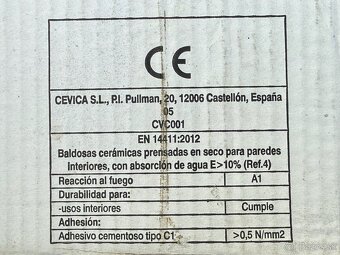 CE
CEVICA S.L., P.I. Pullman, 20, 12006 Castellón, España
05
CVC001
EN 14411:2012
Baldosas cerámicas prensadas en seco para paredes
interiores, con absorción de agua E>10% (Ref.4)
Reacción al fuego A1
Durabilidad para:
-usos interiores Cumple
Adhesión:
Adhesivo cementoso tipo C1 >0,5 N/mm2